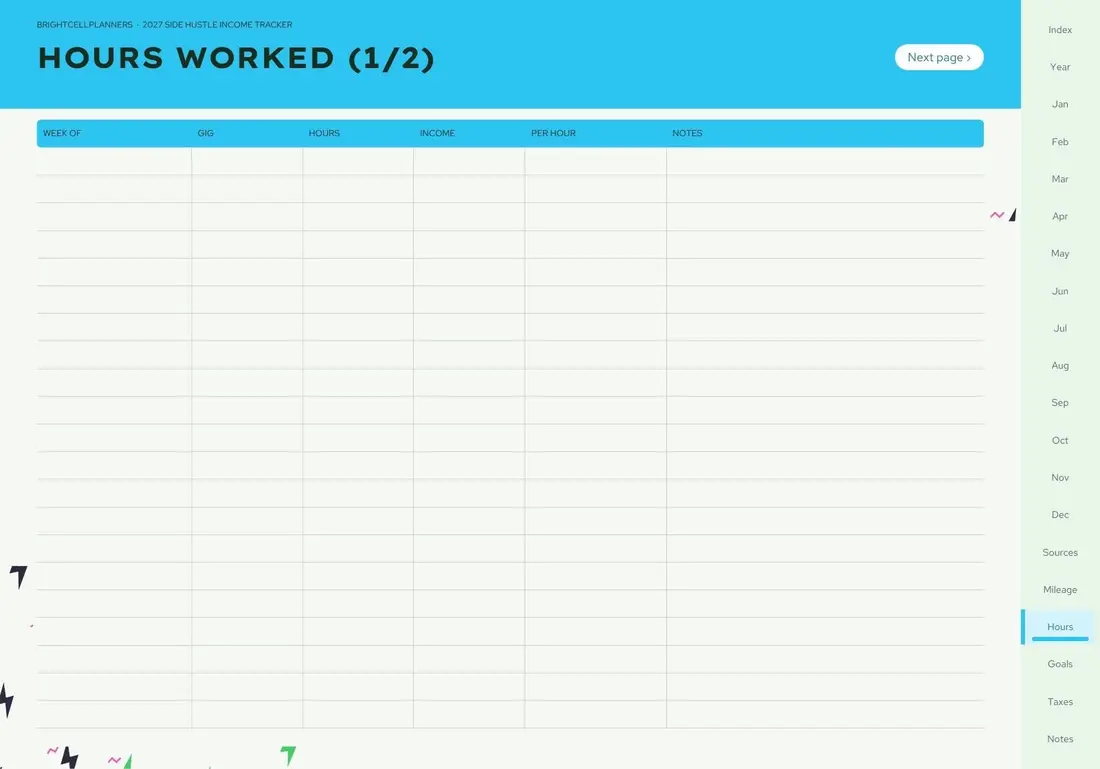 BRIGHTCELLPLANNERS · 2027 SIDE HUSTLE INCOME TRACKER
HOURS WORKED (1/2)
Next page ›
WEEK OF GIG HOURS INCOME PER HOUR NOTES
Index
Year
Jan
Feb
Mar
Apr
May
Jun
Jul
Aug
Sep
Oct
Nov
Dec
Sources
Mileage
Hours
Goals
Taxes
Notes